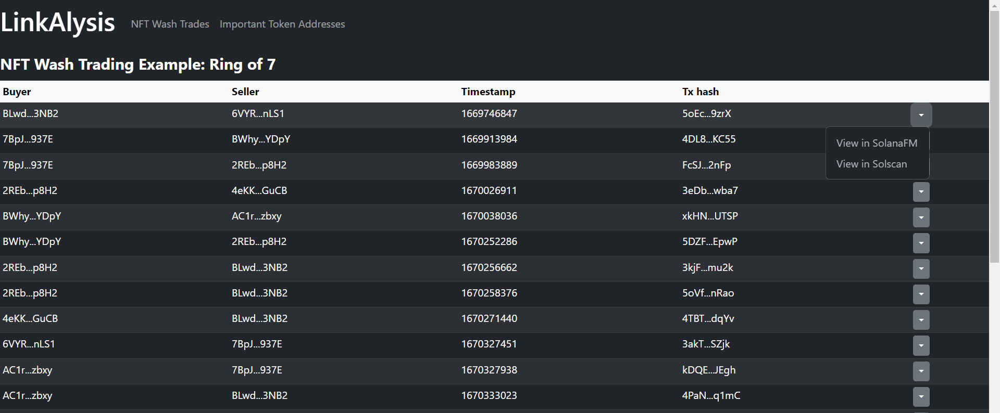 LinkAlysis NFT Wash Trades Important Token Addresses
NFT Wash Trading Example: Ring of 7
Buyer Seller Timestamp Tx hash
BLwd...3NB2 6VYR...nLS1 1669746847 5oEc...9zrX
7BpJ...937E BWhy...YDpY 1669913984 4DL8...KC55
View in SolanaFM
View in Solscan
7BpJ...937E 2REb...p8H2 1669983889 FcSJ...2nFp
2REb...p8H2 4eKK...GuCB 1670026911 3eDb...wba7
BWhy...YDpY AC1r...zbxy 1670038036 xkHN...UTSP
BWhy...YDpY 2REb...p8H2 1670252286 5DZF...EpwP
2REb...p8H2 BLwd...3NB2 1670256662 3kjF...mu2k
2REb...p8H2 BLwd...3NB2 1670258376 5oVf...nRao
4eKK...GuCB BLwd...3NB2 1670271440 4TBT...dqYv
6VYR...nLS1 7BpJ...937E 1670327451 3akT...SZjk
AC1r...zbxy 7BpJ...937E 1670327938 kDQE...JEgh
AC1r...zbxy BLwd...3NB2 1670333023 4PaN...q1mC